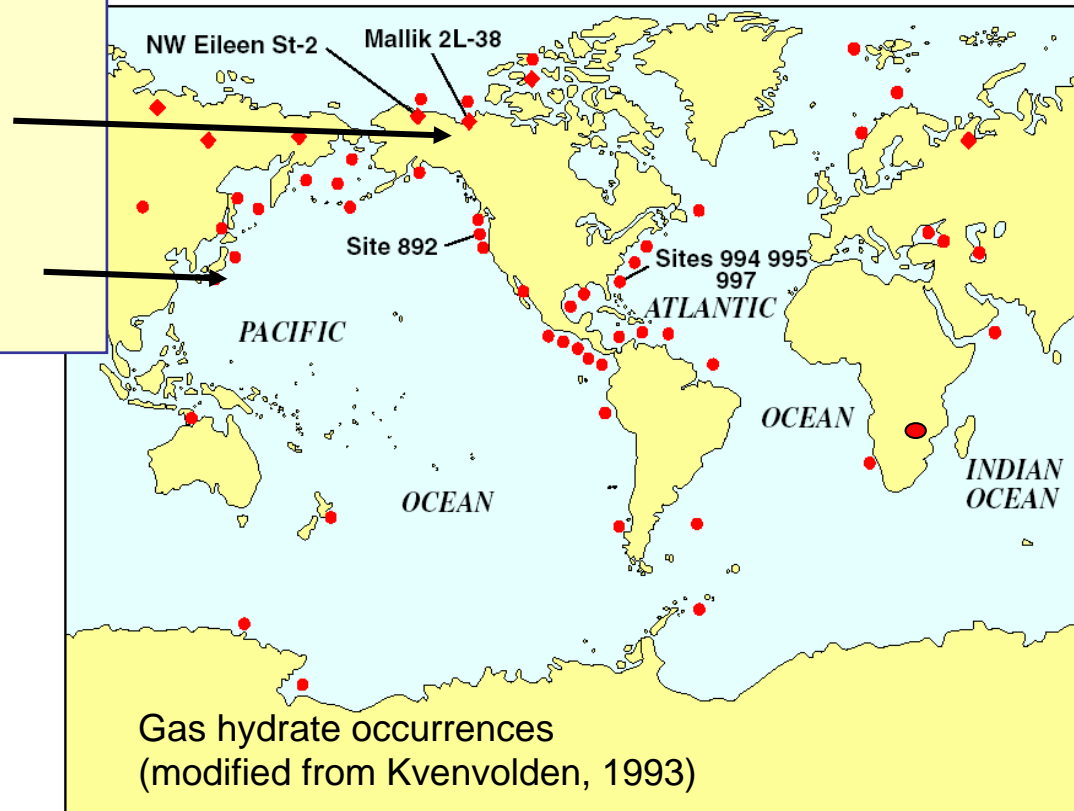 NW Eileen St-2
Mallik 2L-38
Site 892
Sites 994 995
997
ATLANTIC
PACIFIC
OCEAN
INDIAN
OCEAN
OCEAN
Gas hydrate occurrences
(modified from Kvenvolden, 1993)